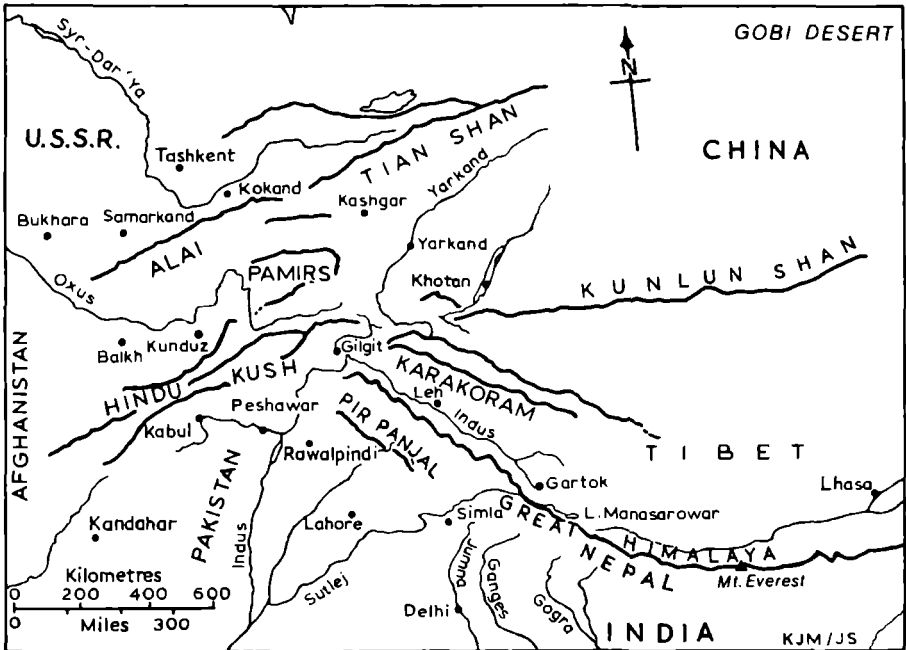 GOBI DESERT
Syr-Dar'Ya
N
U.S.S.R.
TIAN SHAN
CHINA
Tashkent
Kokand
Yarkand
Kashgar
Bukhara
Samarkand
ALAI
Yarkand
PAMIRS
Khotan
KUNLUN SHAN
Oxus
Balkh
Kunduz
Gilgit
AFGHANISTAN
HINDU KUSH
KARAKORAM
Leh
Indus
Peshawar
PIR PANJAL
Kabul
Rawalpindi
TIBET
PAKISTAN
Gartok
Lhasa
L. Manasarowar
Kandahar
Indus
Lahore
Simla
GREAT HIMALAYA
NEPAL
Mt. Everest
Kilometres
0 200 400 600
0 300
Miles
Sutlej
Jumna
Ganges
Gogra
Delhi
INDIA
KJM/JS